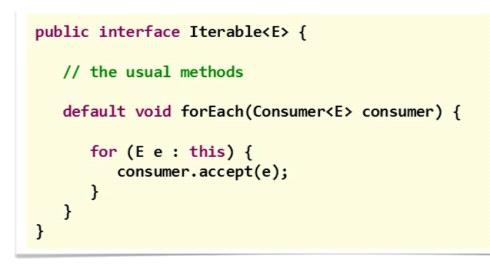 public interface Iterable<E> {
// the usual methods
default void forEach(Consumer<E> consumer) {
for (E e : this) {
consumer.accept(e);
}
}
}